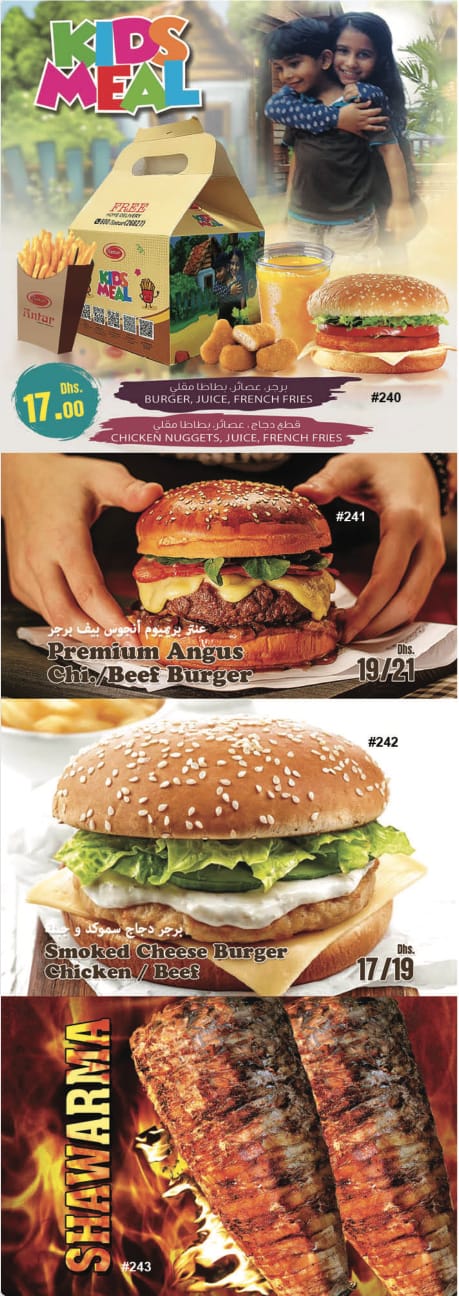 KIDS
MEAL
FREE
HOME DELIVERY
KIDS
MEAL
Antar
Dhs.
17.00
برجر، عصائر، بطاطا مقلي
BURGER, JUICE, FRENCH FRIES
#240
قطع دجاج، عصائر، بطاطا مقلي
CHICKEN NUGGETS, JUICE, FRENCH FRIES
#241
عنتر بريميوم أنجوس بيف برجر
Premium Angus
Chi./Beef Burger
Dhs.
19/21
#242
برجر دجاج سموكد و جبنة
Smoked Cheese Burger
Chicken / Beef
Dhs.
17/19
SHAWARMA
#243